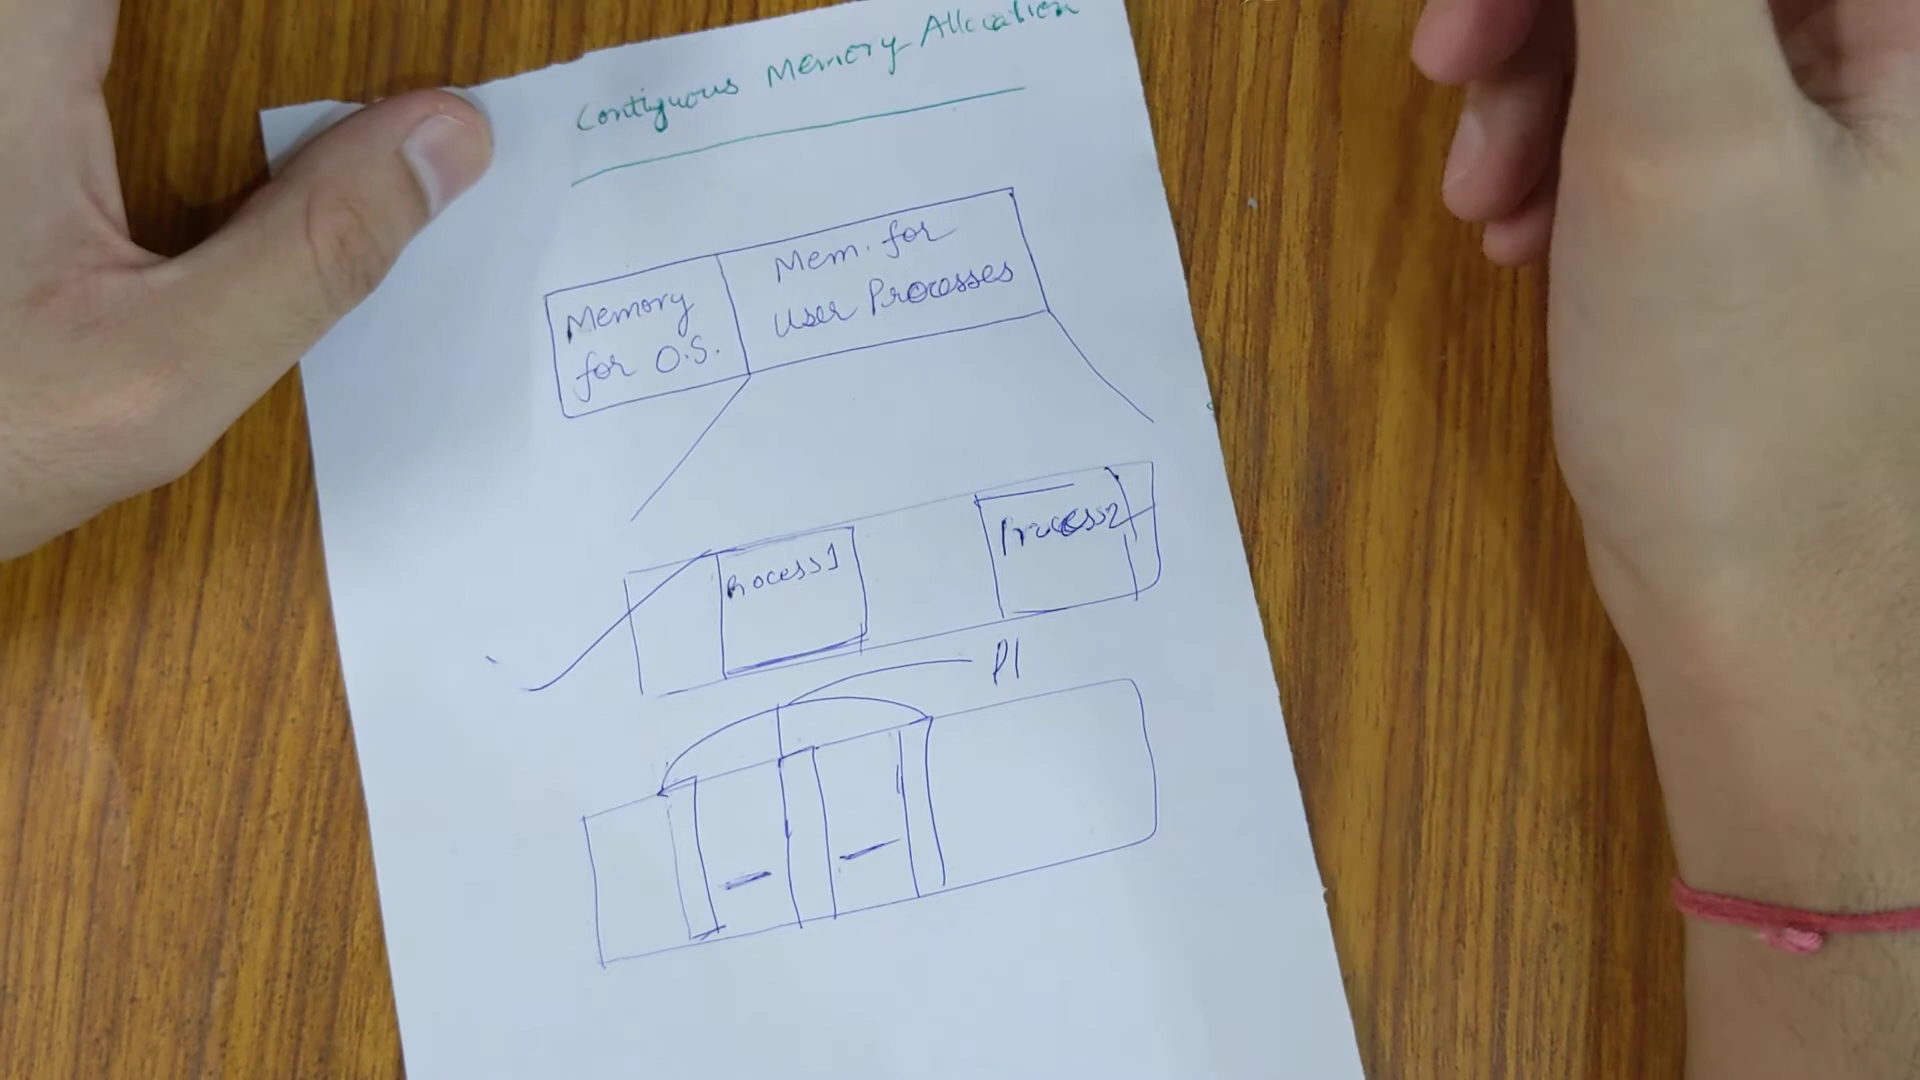 Contiguous Memory Allocation
Memory
for O.S.
Mem. for
User Processes
Process1
Process2
P1